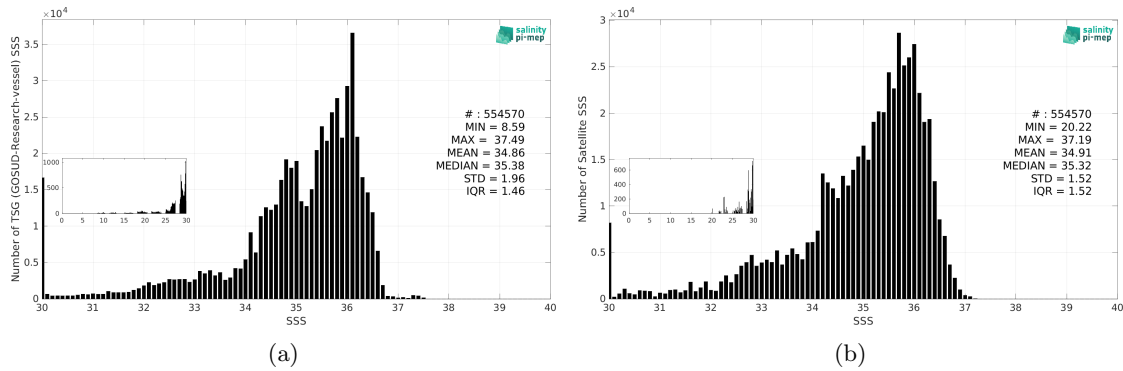 ×10^4
salinity
pi-mep
# : 554570
MIN = 8.59
MAX = 37.49
MEAN = 34.86
MEDIAN = 35.38
STD = 1.96
IQR = 1.46
Number of TSG (GOSUD-Research-vessel) SSS
3.5
3
2.5
2
1.5
1
0.5
0
1000
500
0
0 5 10 15 20 25 30
30 31 32 33 34 35 36 37 38 39 40
SSS
(a)
×10^4
salinity
pi-mep
# : 554570
MIN = 20.22
MAX = 37.19
MEAN = 34.91
MEDIAN = 35.32
STD = 1.52
IQR = 1.52
Number of Satellite SSS
3
2.5
2
1.5
1
0.5
0
600
400
200
0
0 5 10 15 20 25 30
30 31 32 33 34 35 36 37 38 39 40
SSS
(b)